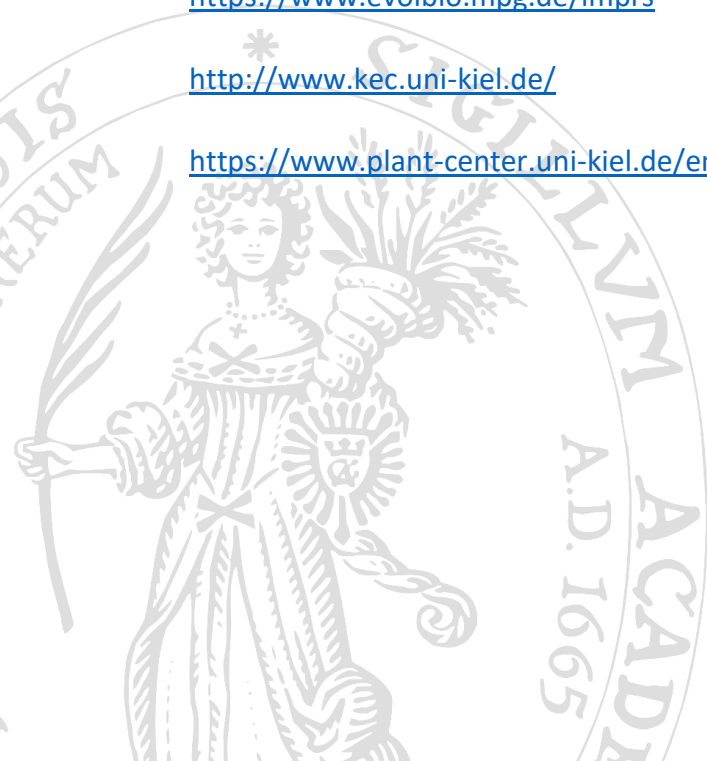 https://www.evolbio.mpg.de/imprs
http://www.kec.uni-kiel.de/
https://www.plant-center.uni-kiel.de/en
SIGILLVM ACADE
A.D. 1665